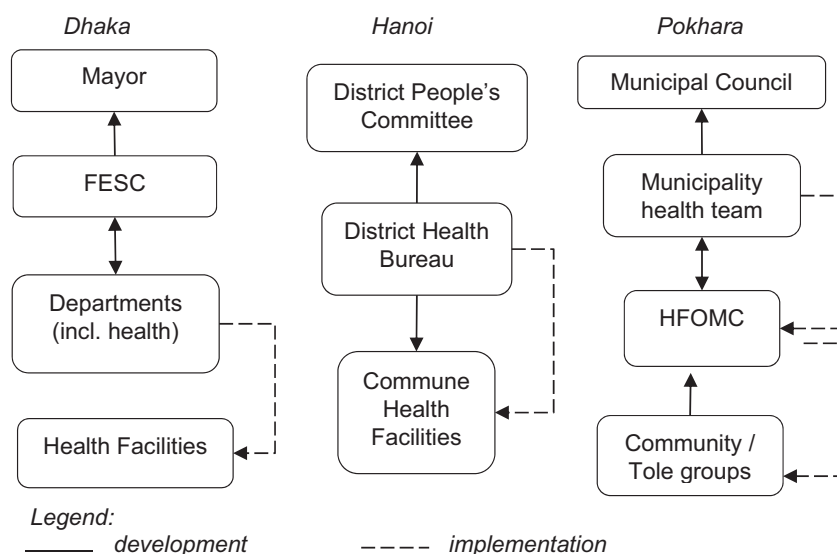 Dhaka
Mayor
FESC
Departments
(incl. health)
Health Facilities
Hanoi
District People's
Committee
District Health
Bureau
Commune
Health
Facilities
Pokhara
Municipal Council
Municipality
health team
HFOMC
Community /
Tole groups
Legend:
development
implementation